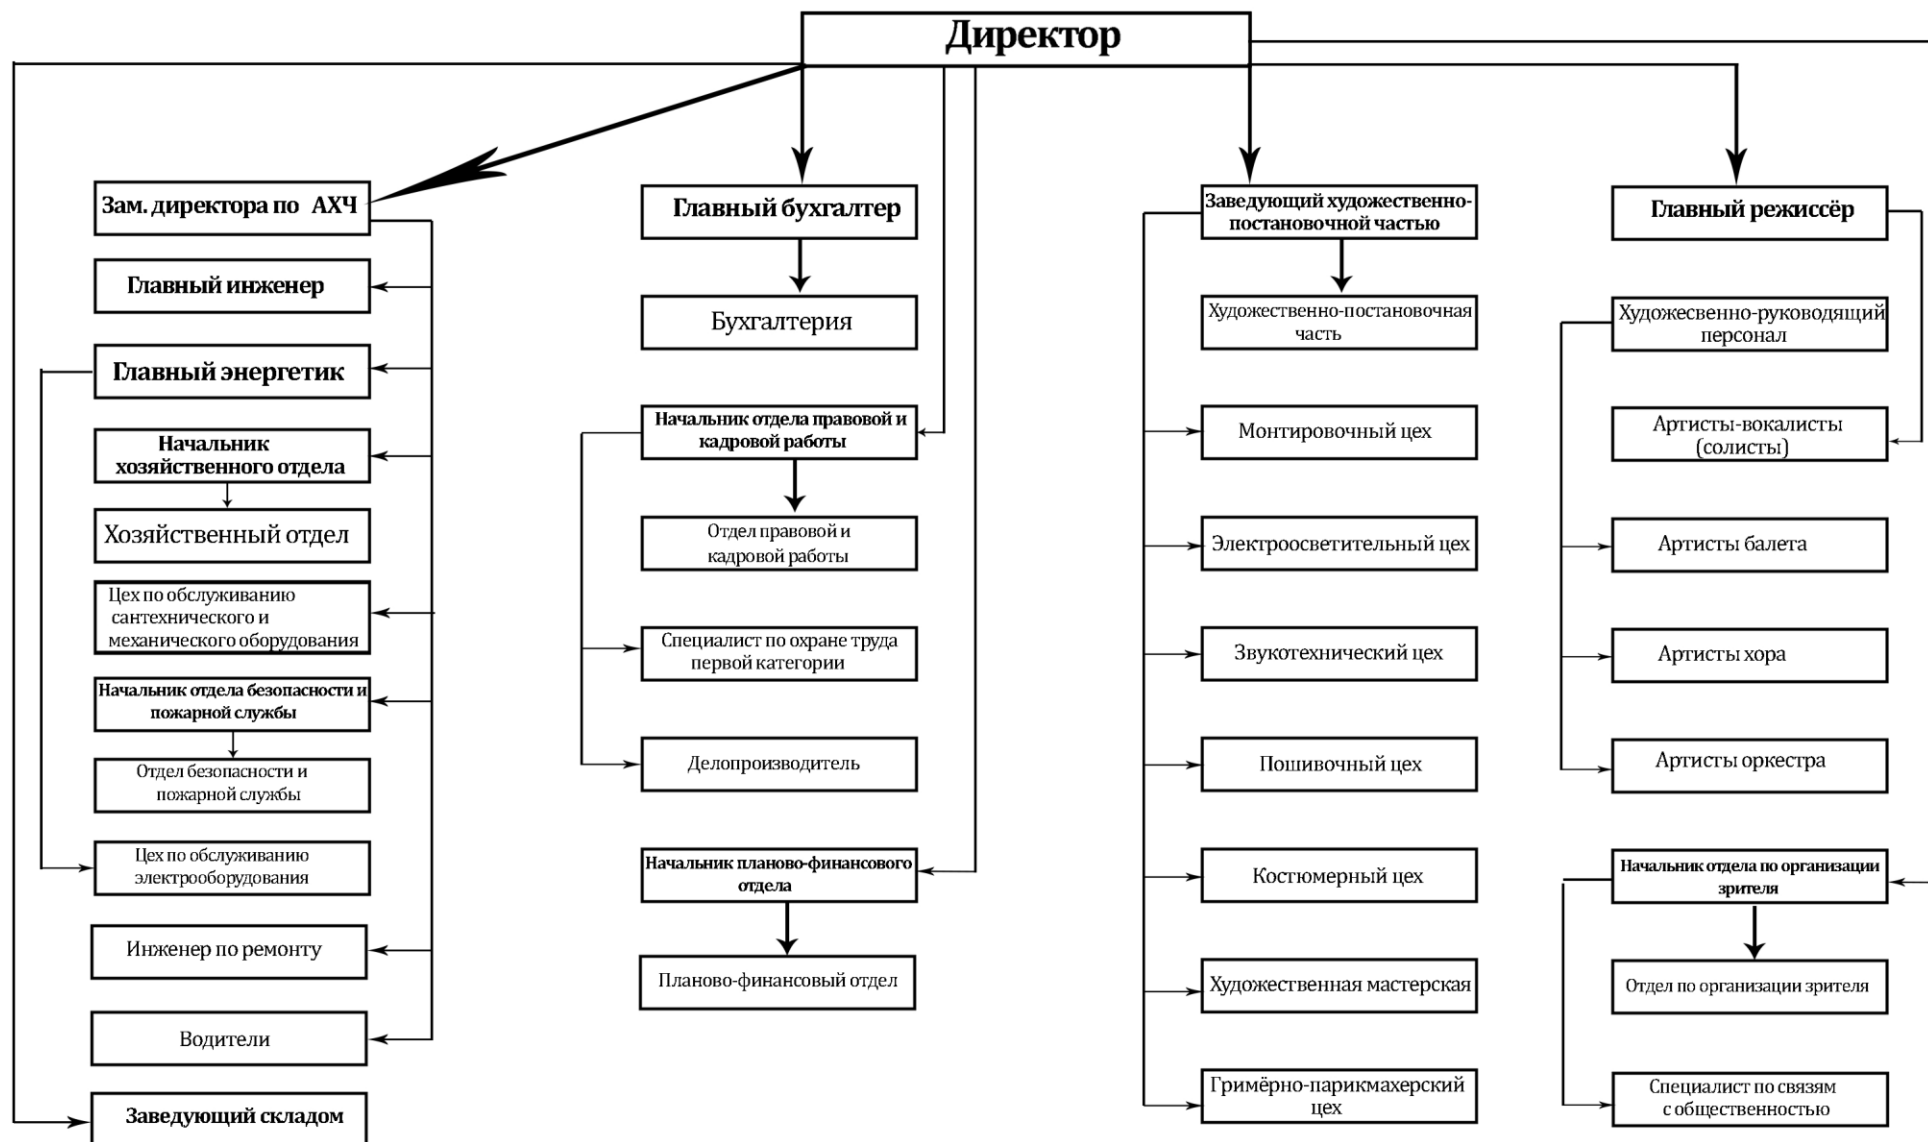 Директор
Зам. директора по АХЧ
Главный инженер
Главный энергетик
Начальник
хозяйственного отдела
Хозяйственный отдел
Цех по обслуживанию
сантехнического и
механического оборудования
Начальник отдела безопасности и
пожарной службы
Отдел безопасности и
пожарной службы
Цех по обслуживанию
электрооборудования
Инженер по ремонту
Водители
Заведующий складом
Главный бухгалтер
Бухгалтерия
Начальник отдела правовой и
кадровой работы
Отдел правовой и
кадровой работы
Специалист по охране труда
первой категории
Делопроизводитель
Начальник планово-финансового
отдела
Планово-финансовый отдел
Заведующий художественно-
постановочной частью
Художественно-постановочная
часть
Монтировочный цех
Электроосветительный цех
Звукотехнический цех
Пошивочный цех
Костюмерный цех
Художественная мастерская
Гримёрно-парикмахерский
цех
Главный режиссёр
Художесвенно-руководящий
персонал
Артисты-вокалисты
(солисты)
Артисты балета
Артисты хора
Артисты оркестра
Начальник отдела по организации
зрителя
Отдел по организации зрителя
Специалист по связям
с общественностью